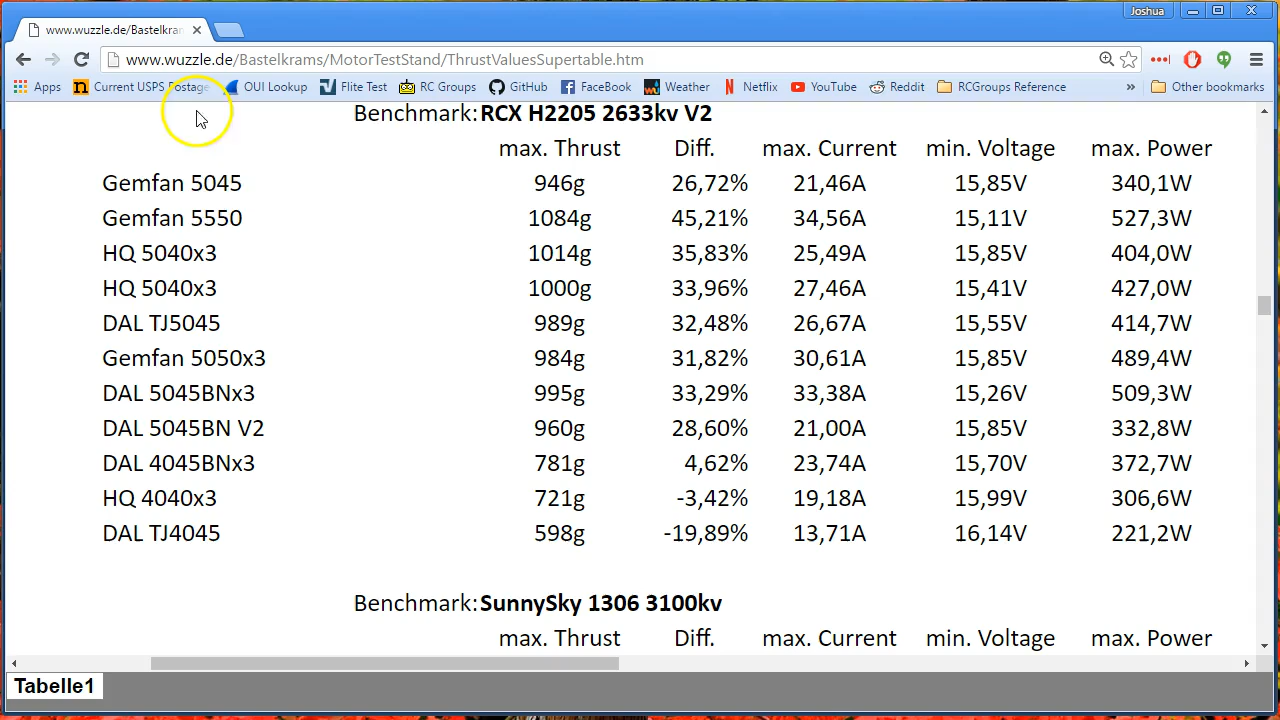 Joshua
www.wuzzle.de/Bastelkram
www.wuzzle.de/Bastelkrams/MotorTestStand/ThrustValuesSupertable.htm
Apps Current USPS Postage OUI Lookup Flite Test RC Groups GitHub FaceBook Weather Netflix YouTube Reddit RCGroups Reference » Other bookmarks
Benchmark: RCX H2205 2633kv V2
max. Thrust Diff. max. Current min. Voltage max. Power
Gemfan 5045 946g 26,72% 21,46A 15,85V 340,1W
Gemfan 5550 1084g 45,21% 34,56A 15,11V 527,3W
HQ 5040x3 1014g 35,83% 25,49A 15,85V 404,0W
HQ 5040x3 1000g 33,96% 27,46A 15,41V 427,0W
DAL TJ5045 989g 32,48% 26,67A 15,55V 414,7W
Gemfan 5050x3 984g 31,82% 30,61A 15,85V 489,4W
DAL 5045BNx3 995g 33,29% 33,38A 15,26V 509,3W
DAL 5045BN V2 960g 28,60% 21,00A 15,85V 332,8W
DAL 4045BNx3 781g 4,62% 23,74A 15,70V 372,7W
HQ 4040x3 721g -3,42% 19,18A 15,99V 306,6W
DAL TJ4045 598g -19,89% 13,71A 16,14V 221,2W
Benchmark: SunnySky 1306 3100kv
max. Thrust Diff. max. Current min. Voltage max. Power
Tabelle1